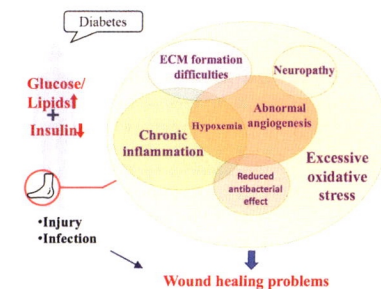 Diabetes
ECM formation
difficulties
Neuropathy
Glucose/
Lipids↑
+
Insulin↓
Abnormal
angiogenesis
Hypoxemia
Chronic
inflammation
Reduced
antibacterial
effect
Excessive
oxidative
stress
•Injury
•Infection
Wound healing problems